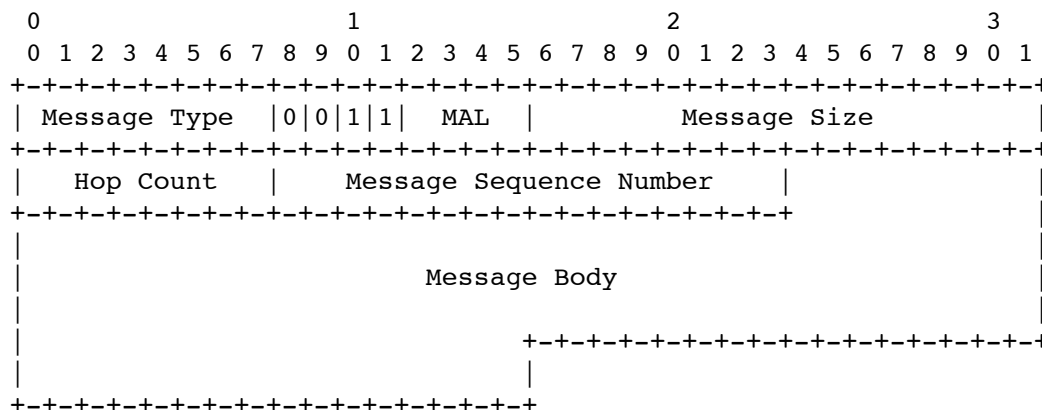 0                   1                   2                   3
 0 1 2 3 4 5 6 7 8 9 0 1 2 3 4 5 6 7 8 9 0 1 2 3 4 5 6 7 8 9 0 1
+-+-+-+-+-+-+-+-+-+-+-+-+-+-+-+-+-+-+-+-+-+-+-+-+-+-+-+-+-+-+-+-+
| Message Type  |0|0|1|1|  MAL  |         Message Size          |
+-+-+-+-+-+-+-+-+-+-+-+-+-+-+-+-+-+-+-+-+-+-+-+-+-+-+-+-+-+-+-+-+
|   Hop Count   |    Message Sequence Number    |               |
+-+-+-+-+-+-+-+-+-+-+-+-+-+-+-+-+-+-+-+-+-+-+-+-+               |
|                                                               |
|                         Message Body                          |
|                                                               |
|                               +-+-+-+-+-+-+-+-+-+-+-+-+-+-+-+-+
|                               |
+-+-+-+-+-+-+-+-+-+-+-+-+-+-+-+-+